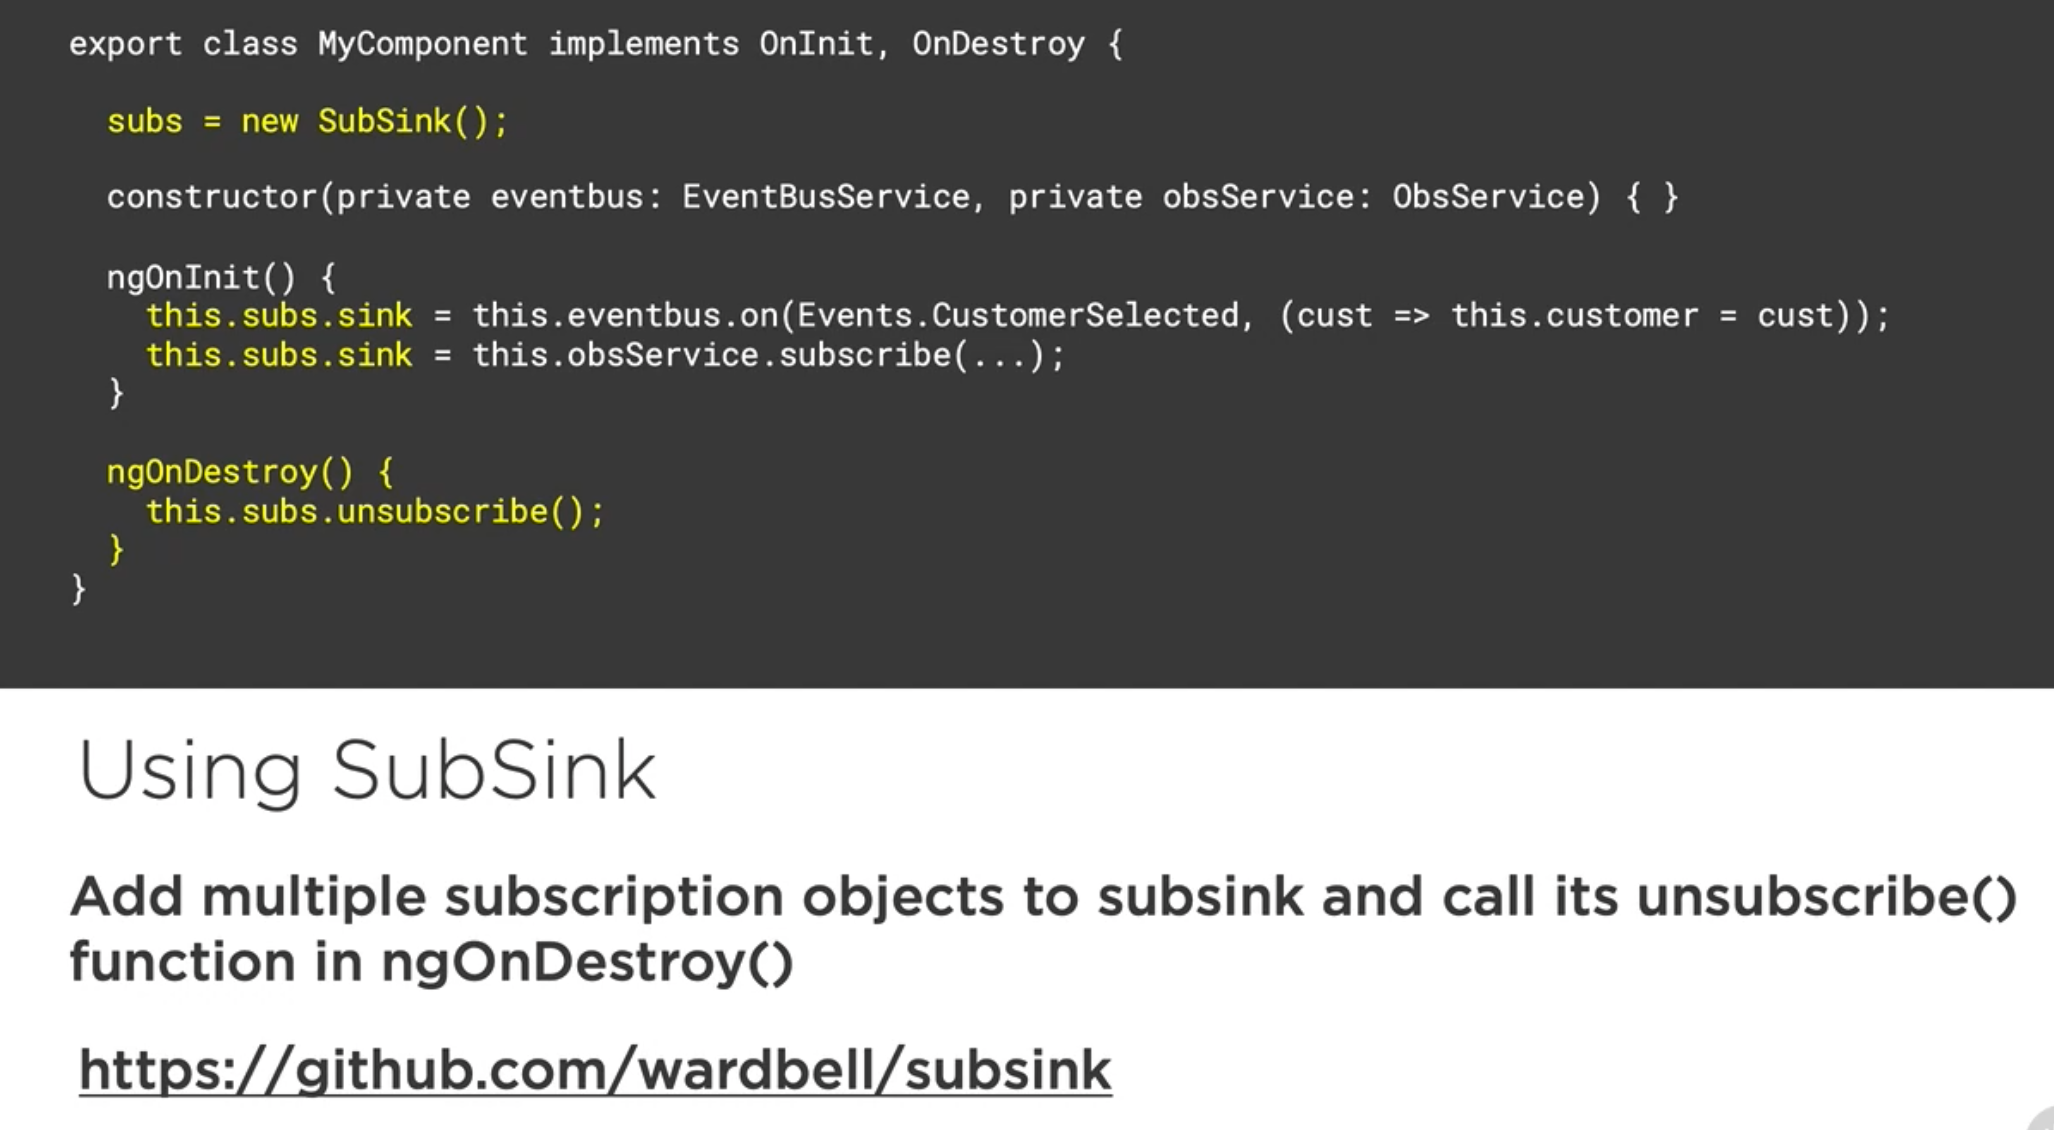 export class MyComponent implements OnInit, OnDestroy {
subs = new SubSink();
constructor(private eventbus: EventBusService, private obsService: ObsService) { }
ngOnInit() {
this.subs.sink = this.eventbus.on(Events.CustomerSelected, (cust => this.customer = cust));
this.subs.sink = this.obsService.subscribe(...);
}
ngOnDestroy() {
this.subs.unsubscribe();
}
}
Using SubSink
Add multiple subscription objects to subsink and call its unsubscribe()
function in ngOnDestroy()
https://github.com/wardbell/subsink